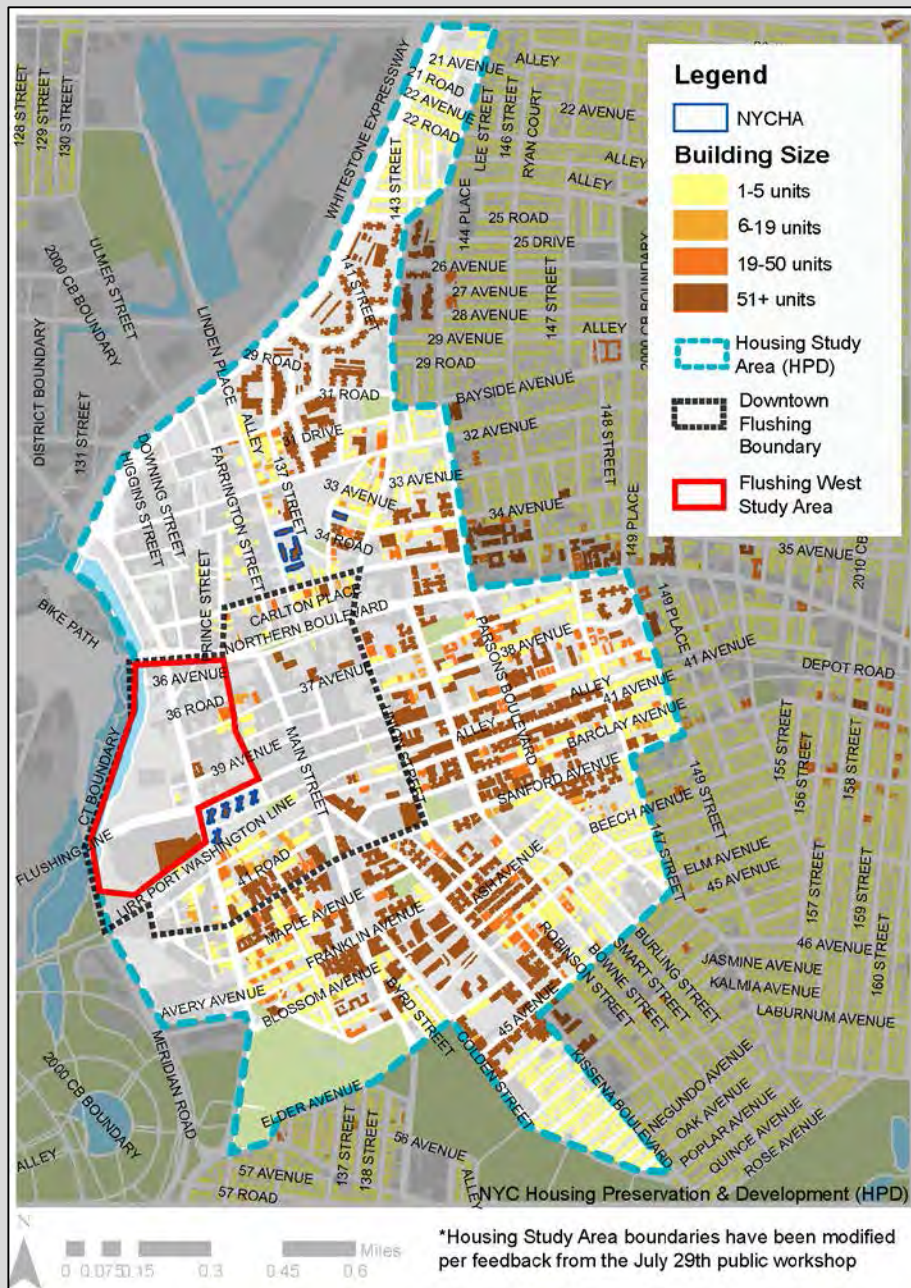 Legend
NYCHA
Building Size
1-5 units
6-19 units
19-50 units
51+ units
Housing Study
Area (HPD)
Downtown
Flushing
Boundary
Flushing West
Study Area
128 STREET
129 STREET
130 STREET
WHITESTONE EXPRESSWAY
21 AVENUE
21 ROAD
22 AVENUE
22 ROAD
ALLEY
LEE STREET
146 STREET
RYAN COURT
22 AVENUE
ALLEY
143 STREET
144 PLACE
25 ROAD
25 DRIVE
ULMER STREET
2000 CB BOUNDARY
141 STREET
26 AVENUE
27 AVENUE
28 AVENUE
147 STREET
ALLEY
2000 CB BOUNDARY
29 AVENUE
29 ROAD
LINDEN PLACE
29 ROAD
31 ROAD
BAYSIDE AVENUE
DISTRICT BOUNDARY
131 STREET
ALLEY
31 DRIVE
32 AVENUE
148 STREET
DOWNING STREET
HIGGINS STREET
FARRINGTON STREET
137 STREET
33 AVENUE
33 AVENUE
34 AVENUE
34 ROAD
149 PLACE
35 AVENUE
2010 CB
BIKE PATH
PRINCE STREET
CARLTON PLACE
NORTHERN BOULEVARD
149 PLACE
41 AVENUE
DEPOT ROAD
36 AVENUE
36 ROAD
37 AVENUE
PARSONS BOULEVARD
38 AVENUE
ALLEY
41 AVENUE
ALLEY
BARCLAY AVENUE
CT BOUNDARY
39 AVENUE
MAIN STREET
UNION STREET
SANFORD AVENUE
155 STREET
156 STREET
158 STREET
FLUSHING LINE
LIRR PORT WASHINGTON LINE
BEECH AVENUE
149 STREET
147 STREET
ELM AVENUE
45 AVENUE
41 ROAD
MAPLE AVENUE
FRANKLIN AVENUE
ASH AVENUE
157 STREET
159 STREET
160 STREET
ROBINSON STREET
BOWNE STREET
SMART STREET
BURLING STREET
46 AVENUE
JASMINE AVENUE
KALMIA AVENUE
LABURNUM AVENUE
AVERY AVENUE
BLOSSOM AVENUE
BYRD STREET
45 AVENUE
COLDEN STREET
KISSENA BOULEVARD
MERIDIAN ROAD
2000 CB BOUNDARY
ELDER AVENUE
NEGUNDO AVENUE
OAK AVENUE
POPLAR AVENUE
QUINCE AVENUE
ROSE AVENUE
ALLEY
137 STREET
138 STREET
56 AVENUE
ALLEY
57 AVENUE
57 ROAD
NYC Housing Preservation & Development (HPD)
N
Miles
0 0.075 0.15 0.3 0.45 0.6
*Housing Study Area boundaries have been modified
per feedback from the July 29th public workshop